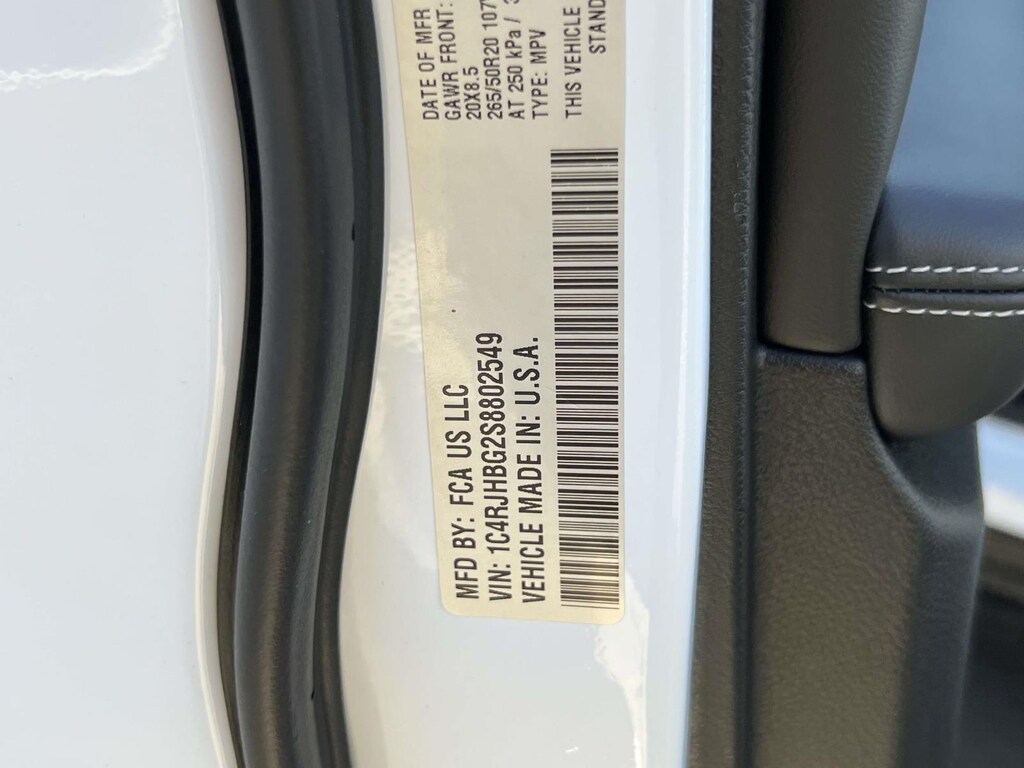 MFD BY: FCA US LLC
VIN: 1C4RJHBG2S8802549
VEHICLE MADE IN: U.S.A.
DATE OF MFR
GAWR FRONT:
20X8.5
265/50R20 107
AT 250 kPa /
TYPE: MPV
THIS VEHICLE
STAND